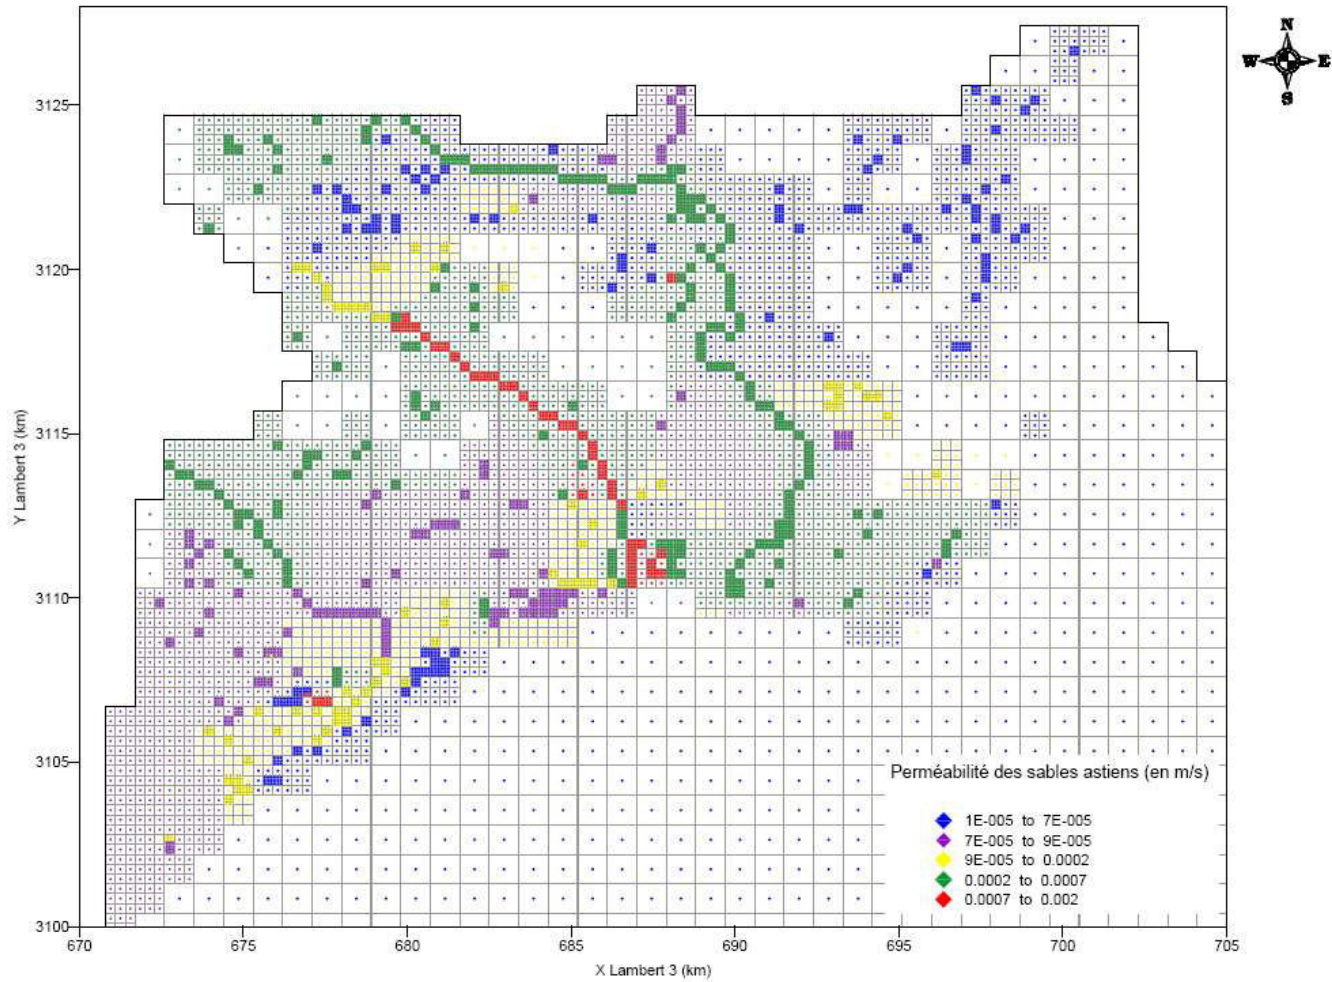 N
W E
S
3125
3120
3115
3110
3105
3100
Y Lambert 3 (km)
Perméabilité des sables astiens (en m/s)
1E-005 to 7E-005
7E-005 to 9E-005
9E-005 to 0.0002
0.0002 to 0.0007
0.0007 to 0.002
670 675 680 685 690 695 700 705
X Lambert 3 (km)